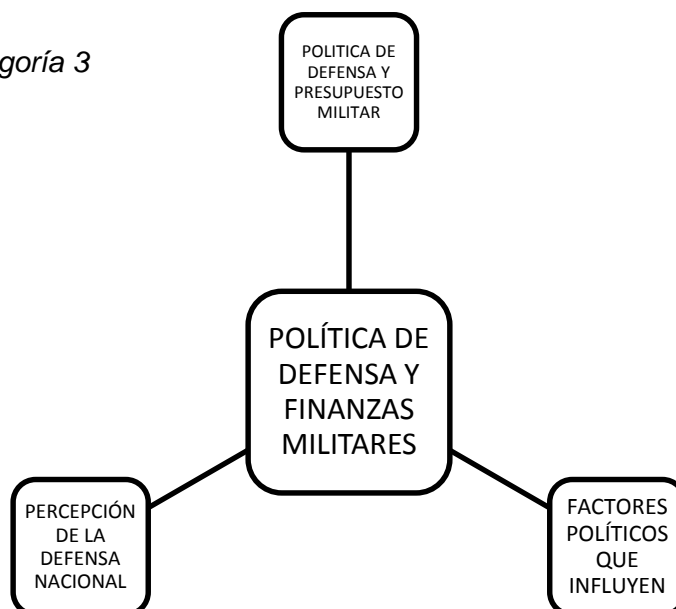 goría 3
POLITICA DE
DEFENSA Y
PRESUPUESTO
MILITAR
POLÍTICA DE
DEFENSA Y
FINANZAS
MILITARES
PERCEPCIÓN
DE LA
DEFENSA
NACIONAL
FACTORES
POLÍTICOS
QUE
INFLUYEN